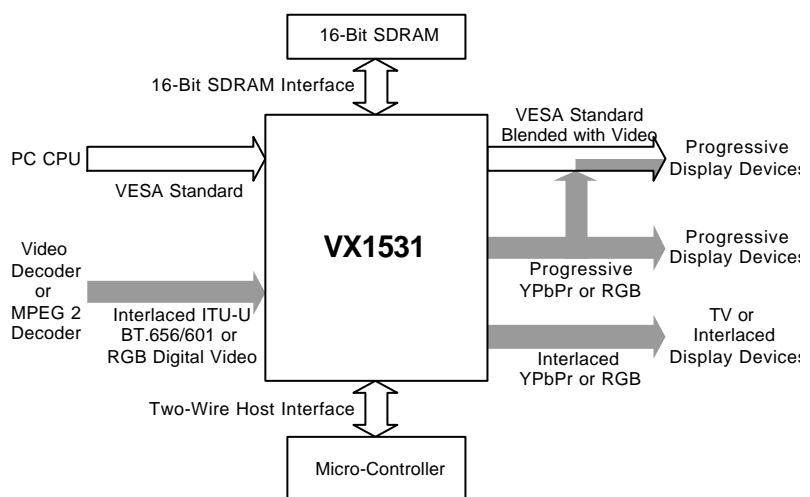 16-Bit SDRAM
16-Bit SDRAM Interface
VESA Standard
Blended with Video
PC CPU
VESA Standard
Progressive
Display Devices
VX1531
Video
Decoder
or
MPEG 2
Decoder
Interlaced ITU-U
BT.656/601 or
RGB Digital Video
Progressive
YPbPr or RGB
Progressive
Display Devices
Interlaced
YPbPr or RGB
TV or
Interlaced
Display Devices
Two-Wire Host Interface
Micro-Controller